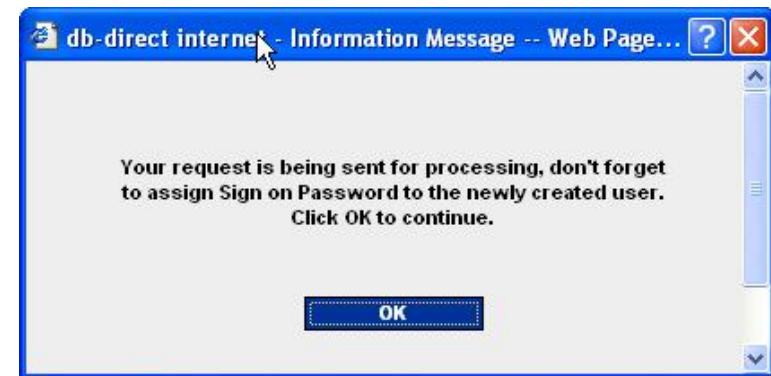 db-direct internet - Information Message -- Web Page... ?
Your request is being sent for processing, don't forget
to assign Sign on Password to the newly created user.
Click OK to continue.
OK